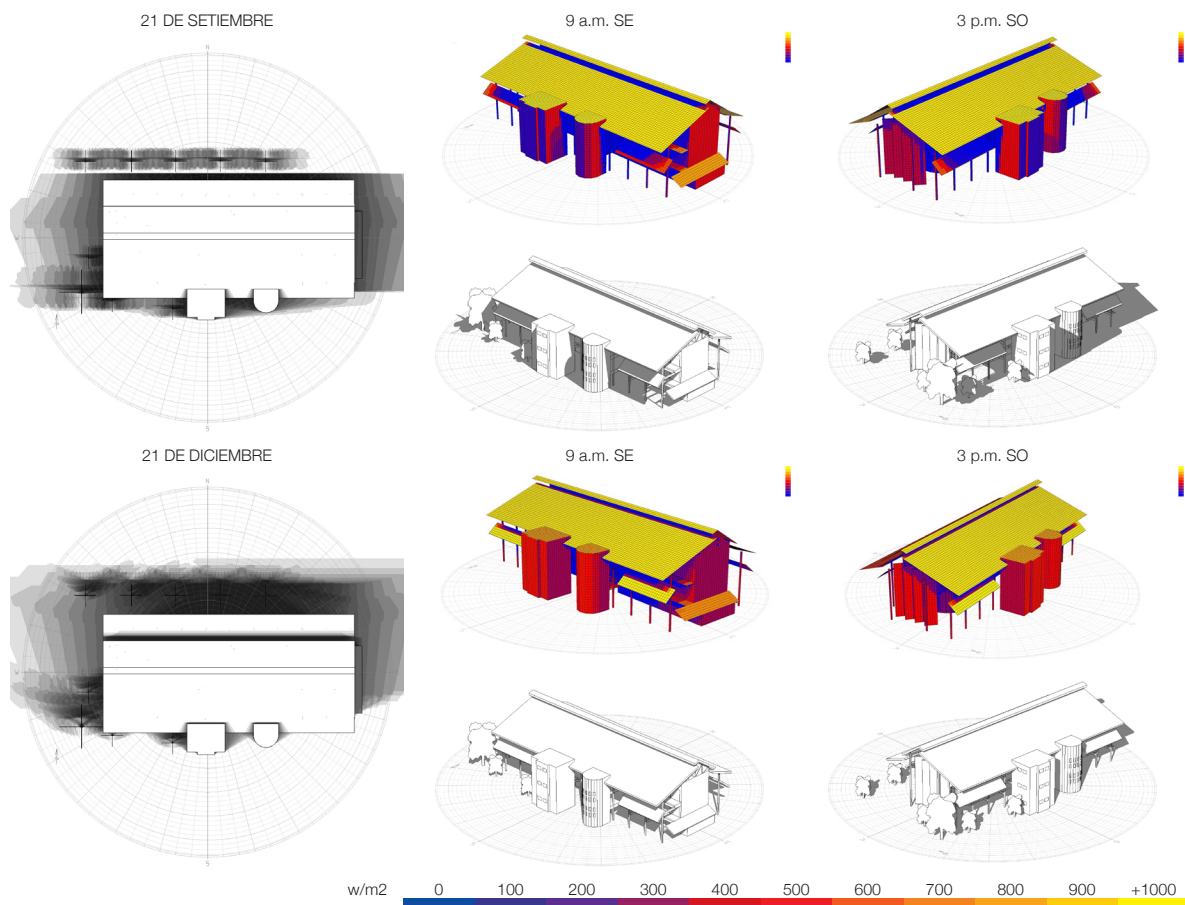 21 DE SETIEMBRE
9 a.m. SE
3 p.m. SO
N
W
S
21 DE DICIEMBRE
9 a.m. SE
3 p.m. SO
N
W
S
w/m2 0 100 200 300 400 500 600 700 800 900 +1000